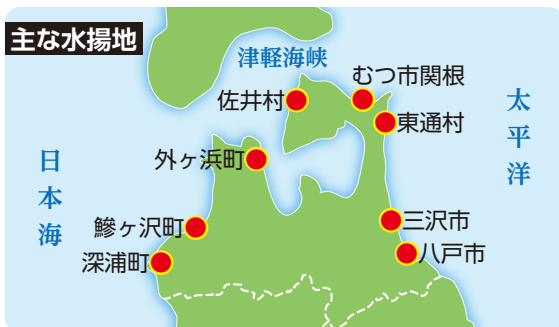 主な水揚地
津軽海峡
むつ市関根
佐井村
東通村
太平洋
外ヶ浜町
日本海
鰺ヶ沢町
三沢市
深浦町
八戸市